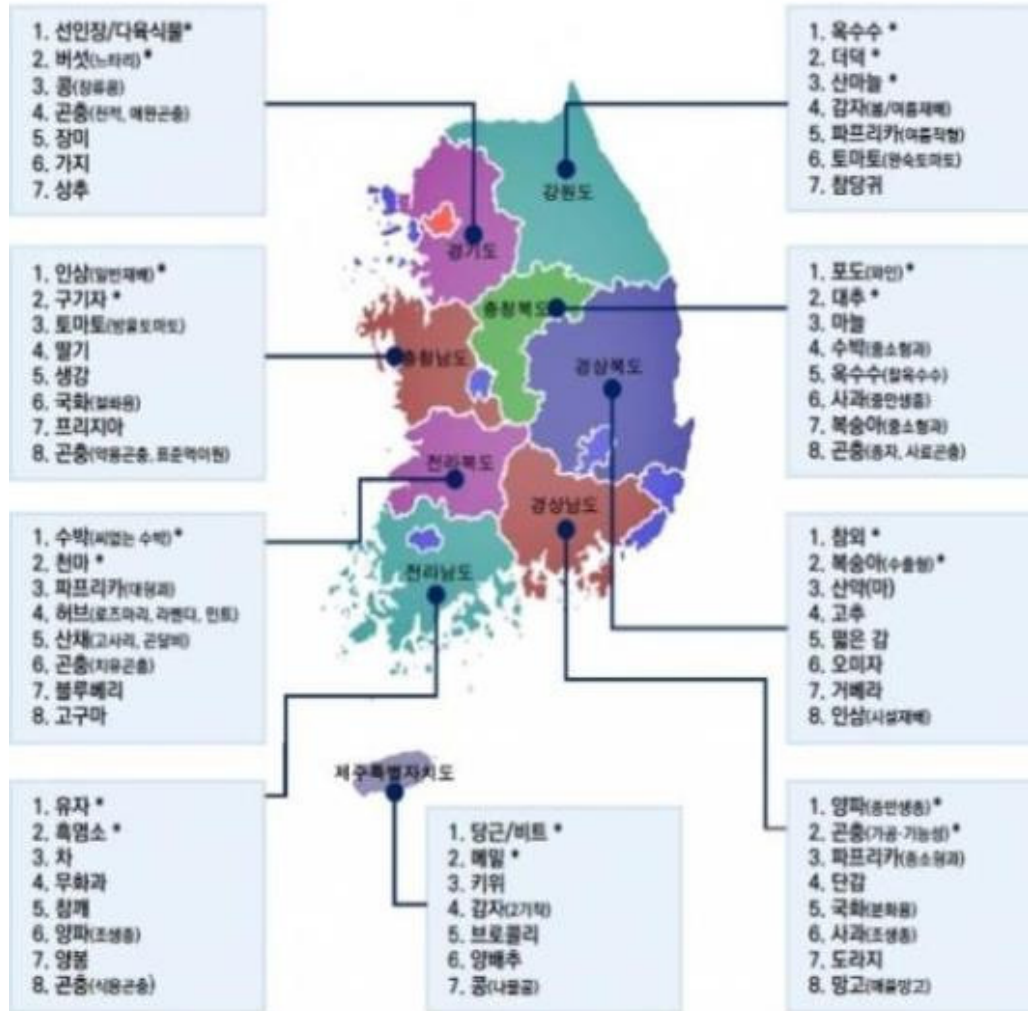 1. 선인장/다육식물*
2. 버섯(느타리)*
3. 콩(장류콩)
4. 곤충(천적, 애완곤충)
5. 장미
6. 가지
7. 상추
1. 옥수수 *
2. 더덕 *
3. 산마늘 *
4. 감자(봄/여름재배)
5. 파프리카(여름작형)
6. 토마토(완숙토마토)
7. 참당귀
강원도
경기도
1. 인삼(일반재배)*
2. 구기자 *
3. 토마토(방울토마토)
4. 딸기
5. 생강
6. 국화(절화용)
7. 프리지아
8. 곤충(약용곤충, 표준먹이원)
충청북도
충청남도
경상북도
1. 포도(와인)*
2. 대추 *
3. 마늘
4. 수박(중소형과)
5. 옥수수(찰옥수수)
6. 사과(중만생종)
7. 복숭아(중소형과)
8. 곤충(종자, 사료곤충)
전라북도
경상남도
전라남도
1. 수박(씨없는 수박)*
2. 천마 *
3. 파프리카(대형과)
4. 허브(로즈마리, 라벤더, 민트)
5. 산채(고사리, 곤달비)
6. 곤충(치유곤충)
7. 블루베리
8. 고구마
1. 참외 *
2. 복숭아(수출형)*
3. 산약(마)
4. 고추
5. 떫은 감
6. 오미자
7. 거베라
8. 인삼(시설재배)
제주특별자치도
1. 유자 *
2. 흑염소 *
3. 차
4. 무화과
5. 참깨
6. 양파(조생종)
7. 양봉
8. 곤충(식용곤충)
1. 당근/비트 *
2. 메밀 *
3. 키위
4. 감자(2기작)
5. 브로콜리
6. 양배추
7. 콩(나물콩)
1. 양파(중만생종)*
2. 곤충(가공·기능성)*
3. 파프리카(중소형과)
4. 단감
5. 국화(분화용)
6. 사과(조생종)
7. 도라지
8. 망고(애플망고)